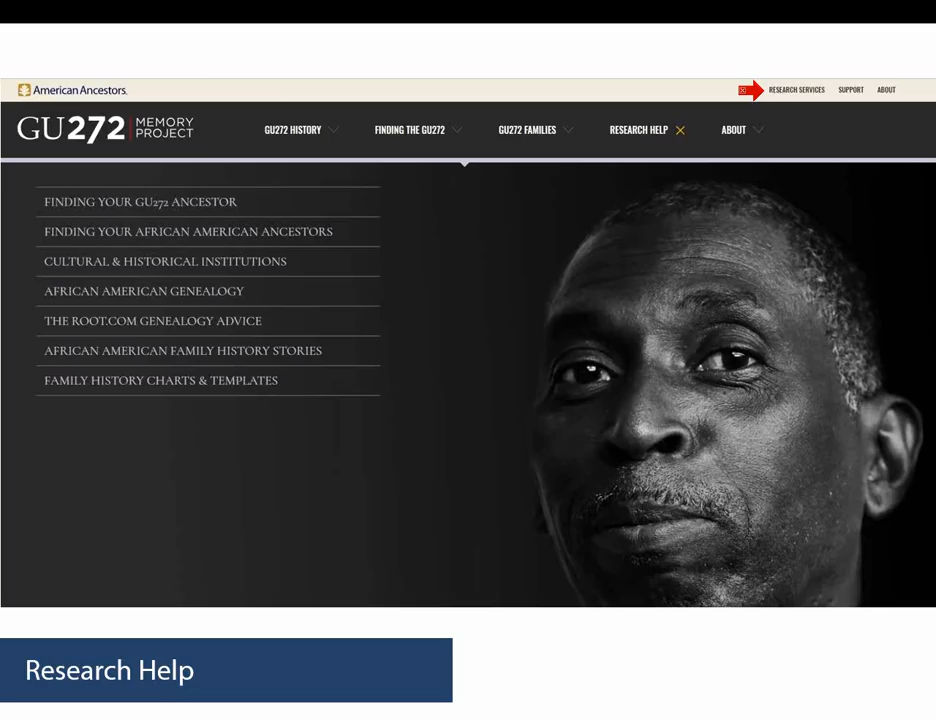 American Ancestors.
RESEARCH SERVICES SUPPORT ABOUT
GU272 MEMORY PROJECT
GU272 HISTORY FINDING THE GU272 GU272 FAMILIES RESEARCH HELP ABOUT
FINDING YOUR GU272 ANCESTOR
FINDING YOUR AFRICAN AMERICAN ANCESTORS
CULTURAL & HISTORICAL INSTITUTIONS
AFRICAN AMERICAN GENEALOGY
THE ROOT.COM GENEALOGY ADVICE
AFRICAN AMERICAN FAMILY HISTORY STORIES
FAMILY HISTORY CHARTS & TEMPLATES
Research Help